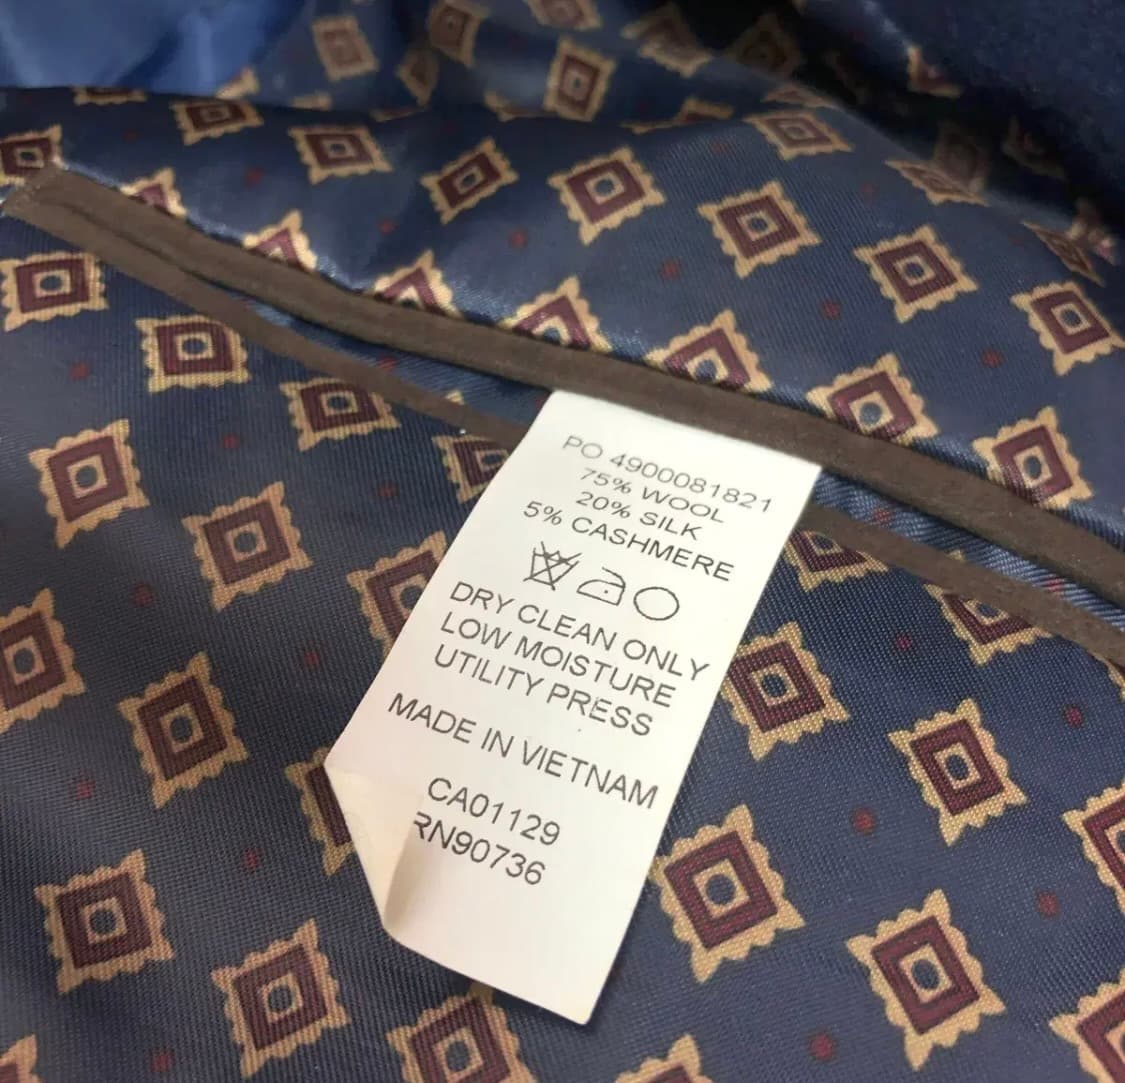 PO 4900081821
75% WOOL
20% SILK
5% CASHMERE
DRY CLEAN ONLY
LOW MOISTURE
UTILITY PRESS
MADE IN VIETNAM
CA01129
RN90736